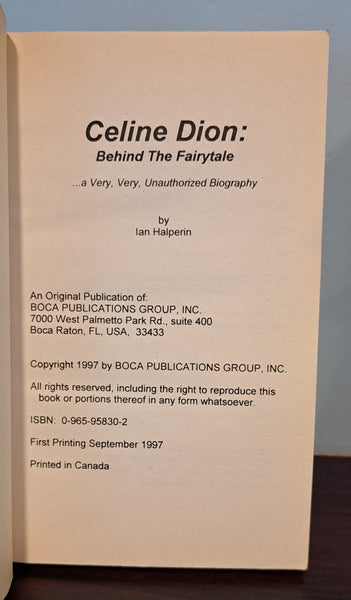 Celine Dion:
Behind The Fairytale
...a Very, Very, Unauthorized Biography
by
Ian Halperin
An Original Publication of:
BOCA PUBLICATIONS GROUP, INC.
7000 West Palmetto Park Rd., suite 400
Boca Raton, FL, USA, 33433
Copyright 1997 by BOCA PUBLICATIONS GROUP, INC.
All rights reserved, including the right to reproduce this
book or portions thereof in any form whatsoever.
ISBN: 0-965-95830-2
First Printing September 1997
Printed in Canada